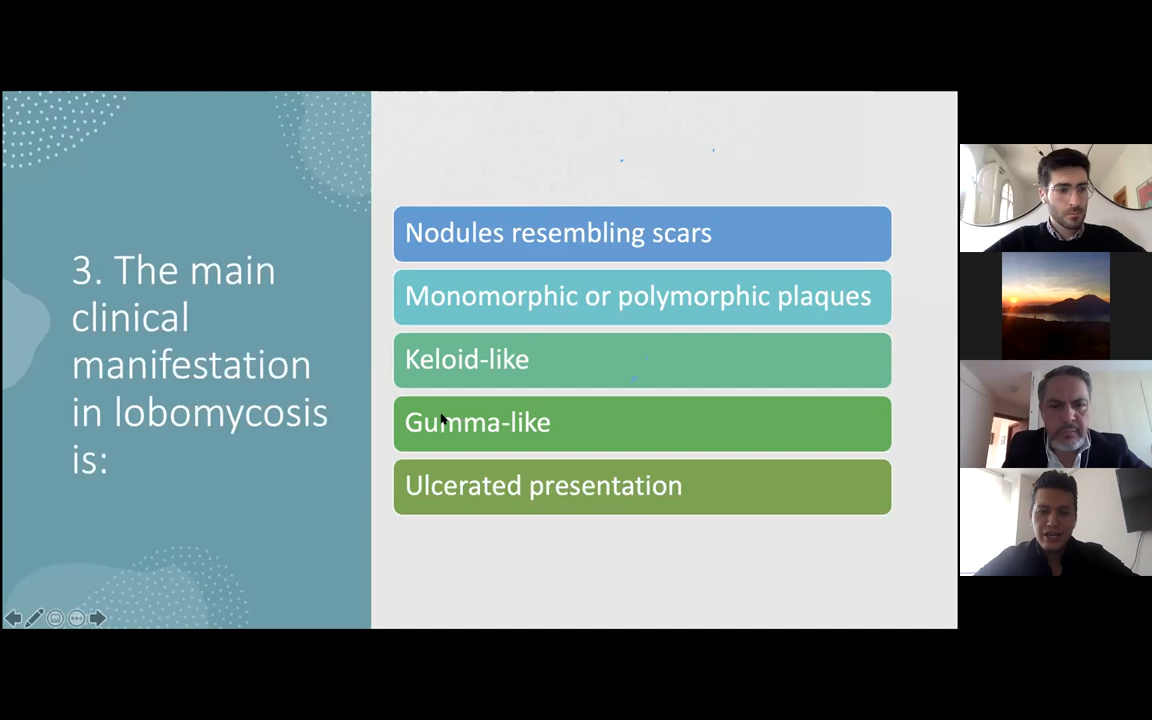 3. The main
clinical
manifestation
in lobomycosis
is:
Nodules resembling scars
Monomorphic or polymorphic plaques
Keloid-like
Gumma-like
Ulcerated presentation